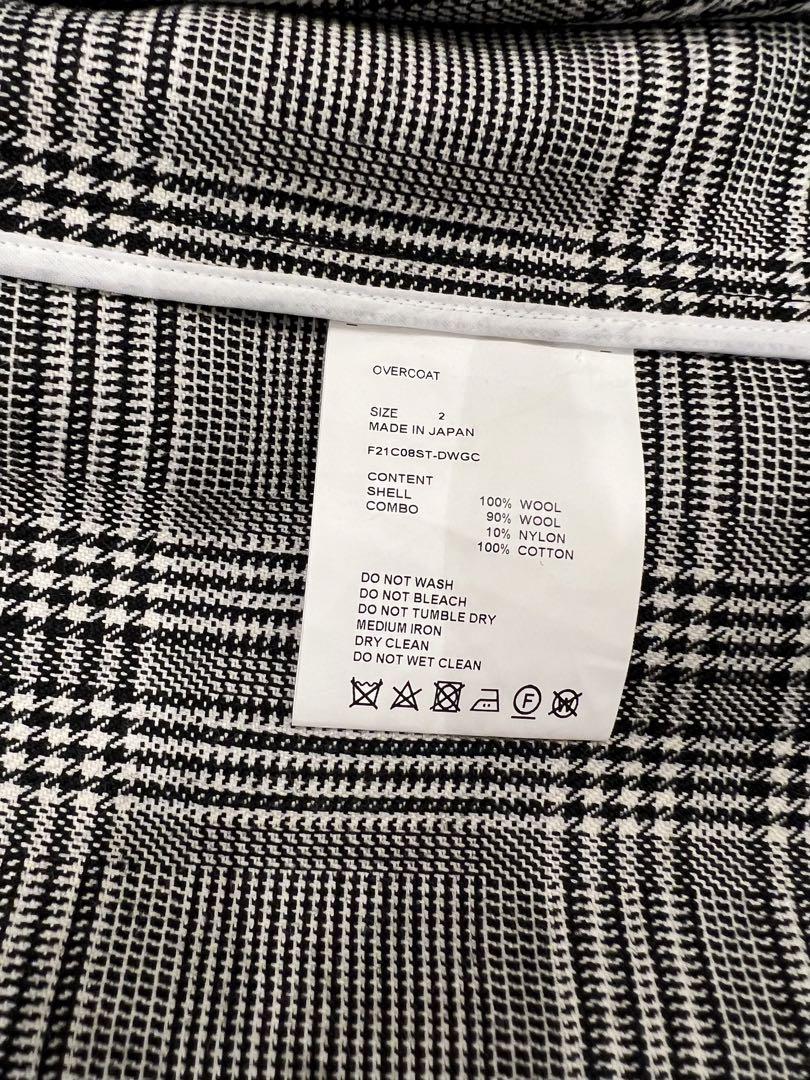 OVERCOAT
SIZE 2
MADE IN JAPAN
F21C08ST-DWGC
CONTENT
SHELL 100% WOOL
COMBO 90% WOOL
10% NYLON
100% COTTON
DO NOT WASH
DO NOT BLEACH
DO NOT TUMBLE DRY
MEDIUM IRON
DRY CLEAN
DO NOT WET CLEAN
F W